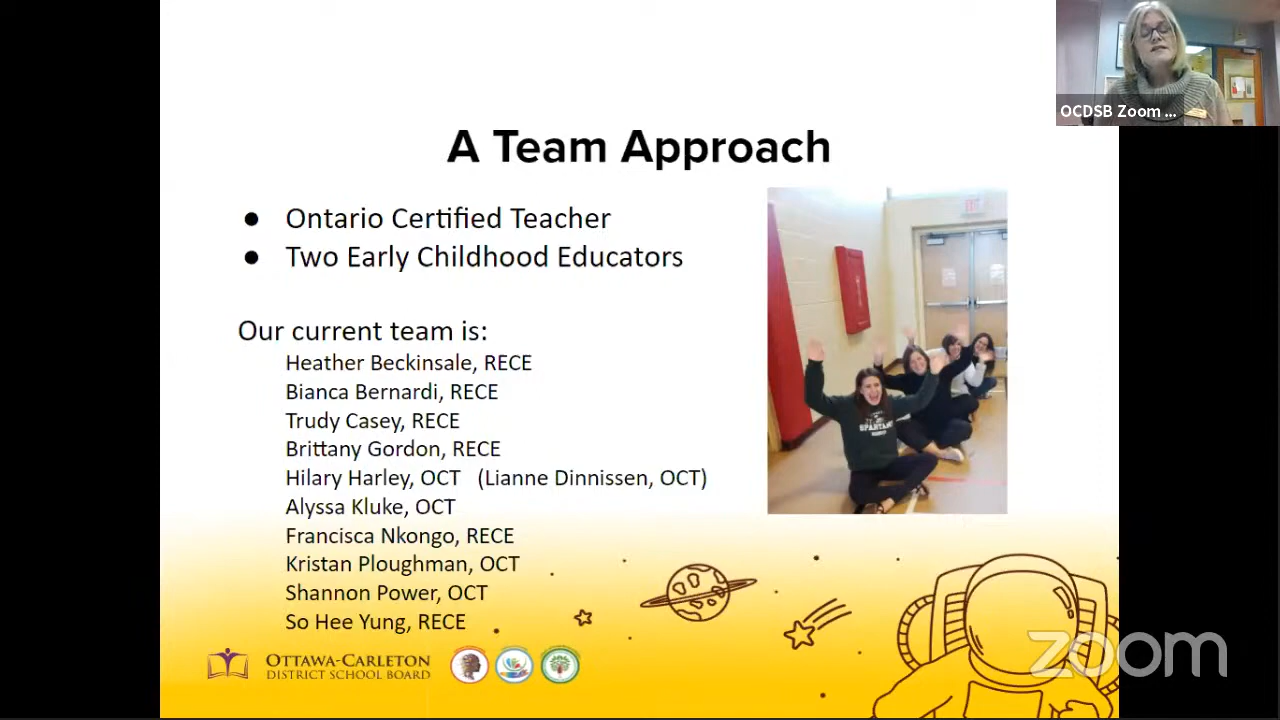 OCDSB Zoom ...
A Team Approach
● Ontario Certified Teacher
● Two Early Childhood Educators
Our current team is:
Heather Beckinsale, RECE
Bianca Bernardi, RECE
Trudy Casey, RECE
Brittany Gordon, RECE
Hilary Harley, OCT (Lianne Dinnissen, OCT)
Alyssa Kluke, OCT
Francisca Nkongo, RECE
Kristan Ploughman, OCT
Shannon Power, OCT
So Hee Yung, RECE
SPARTANS
OTTAWA-CARLETON
DISTRICT SCHOOL BOARD
zoom